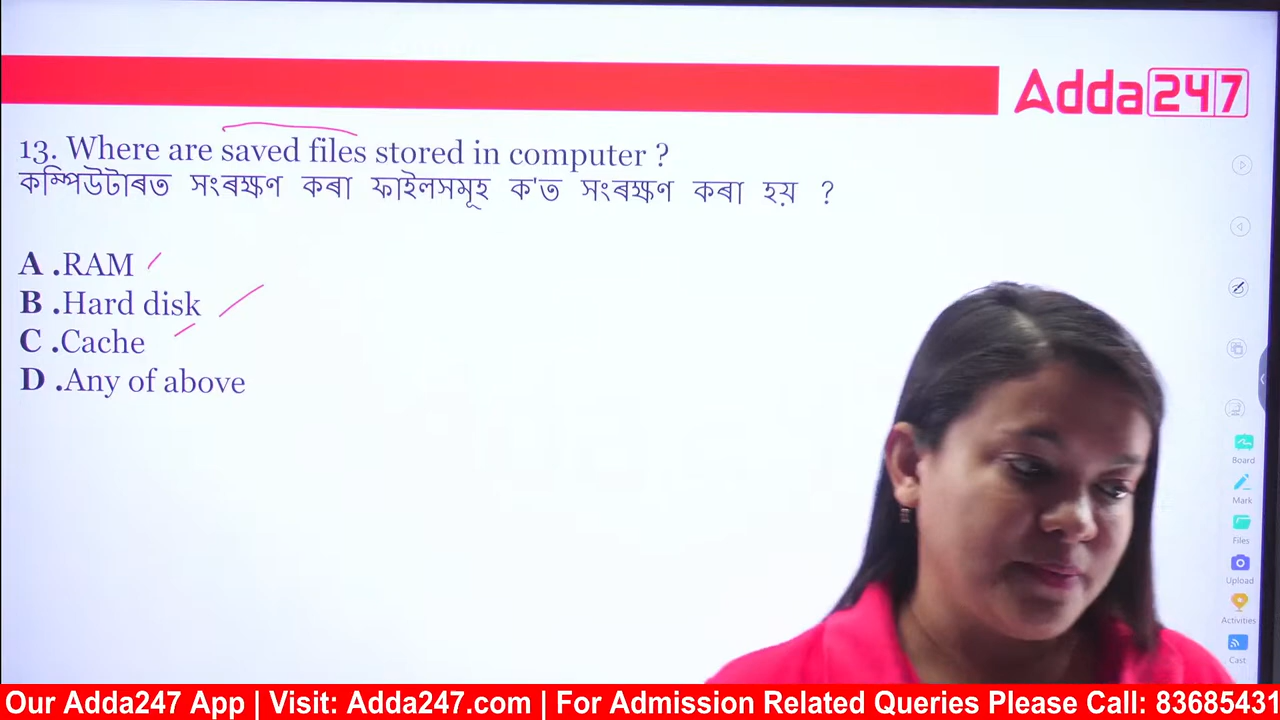 Adda247
13. Where are saved files stored in computer ?
কম্পিউটাৰত সংৰক্ষণ কৰা ফাইলসমূহ ক'ত সংৰক্ষণ কৰা হয় ?
A .RAM
B .Hard disk
C .Cache
D .Any of above
Board
Mark
Files
Upload
Activities
Cast
Our Adda247 App | Visit: Adda247.com | For Admission Related Queries Please Call: 83685431